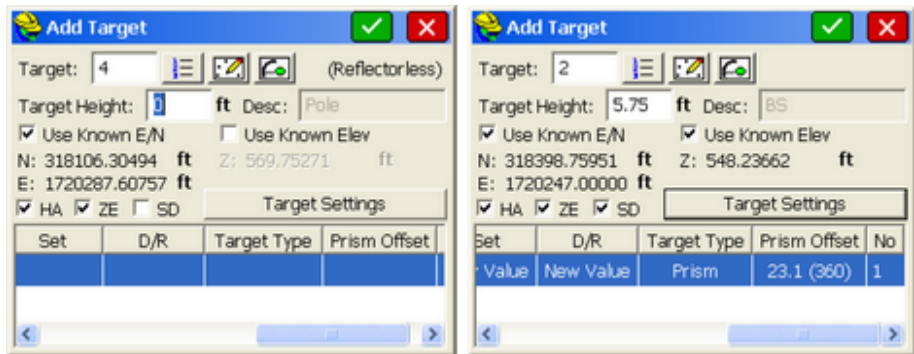 Add Target
Target: 4 (Reflectorless)
Target Height: 0 ft Desc: Pole
Use Known E/N Use Known Elev
N: 318106.30494 ft Z: 569.75271 ft
E: 1720287.60757 ft
HA ZE SD Target Settings
Set D/R Target Type Prism Offset
Add Target
Target: 2
Target Height: 5.75 ft Desc: BS
Use Known E/N Use Known Elev
N: 318398.75951 ft Z: 548.23662 ft
E: 1720247.00000 ft
HA ZE SD Target Settings
Set D/R Target Type Prism Offset No
Value New Value Prism 23.1 (360) 1